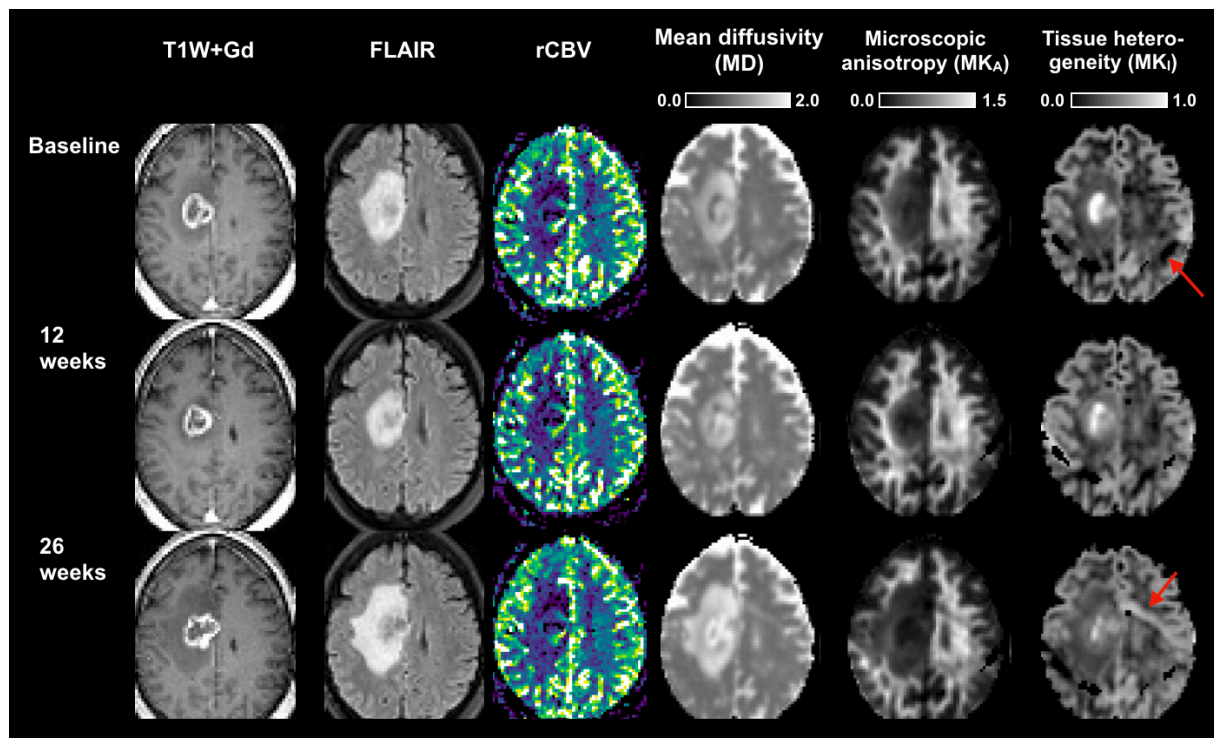 T1W+Gd
FLAIR
rCBV
Mean diffusivity
(MD)
Microscopic
anisotropy (MKA)
Tissue hetero-
geneity (MKI)
0.0 2.0
0.0 1.5
0.0 1.0
Baseline
12
weeks
26
weeks